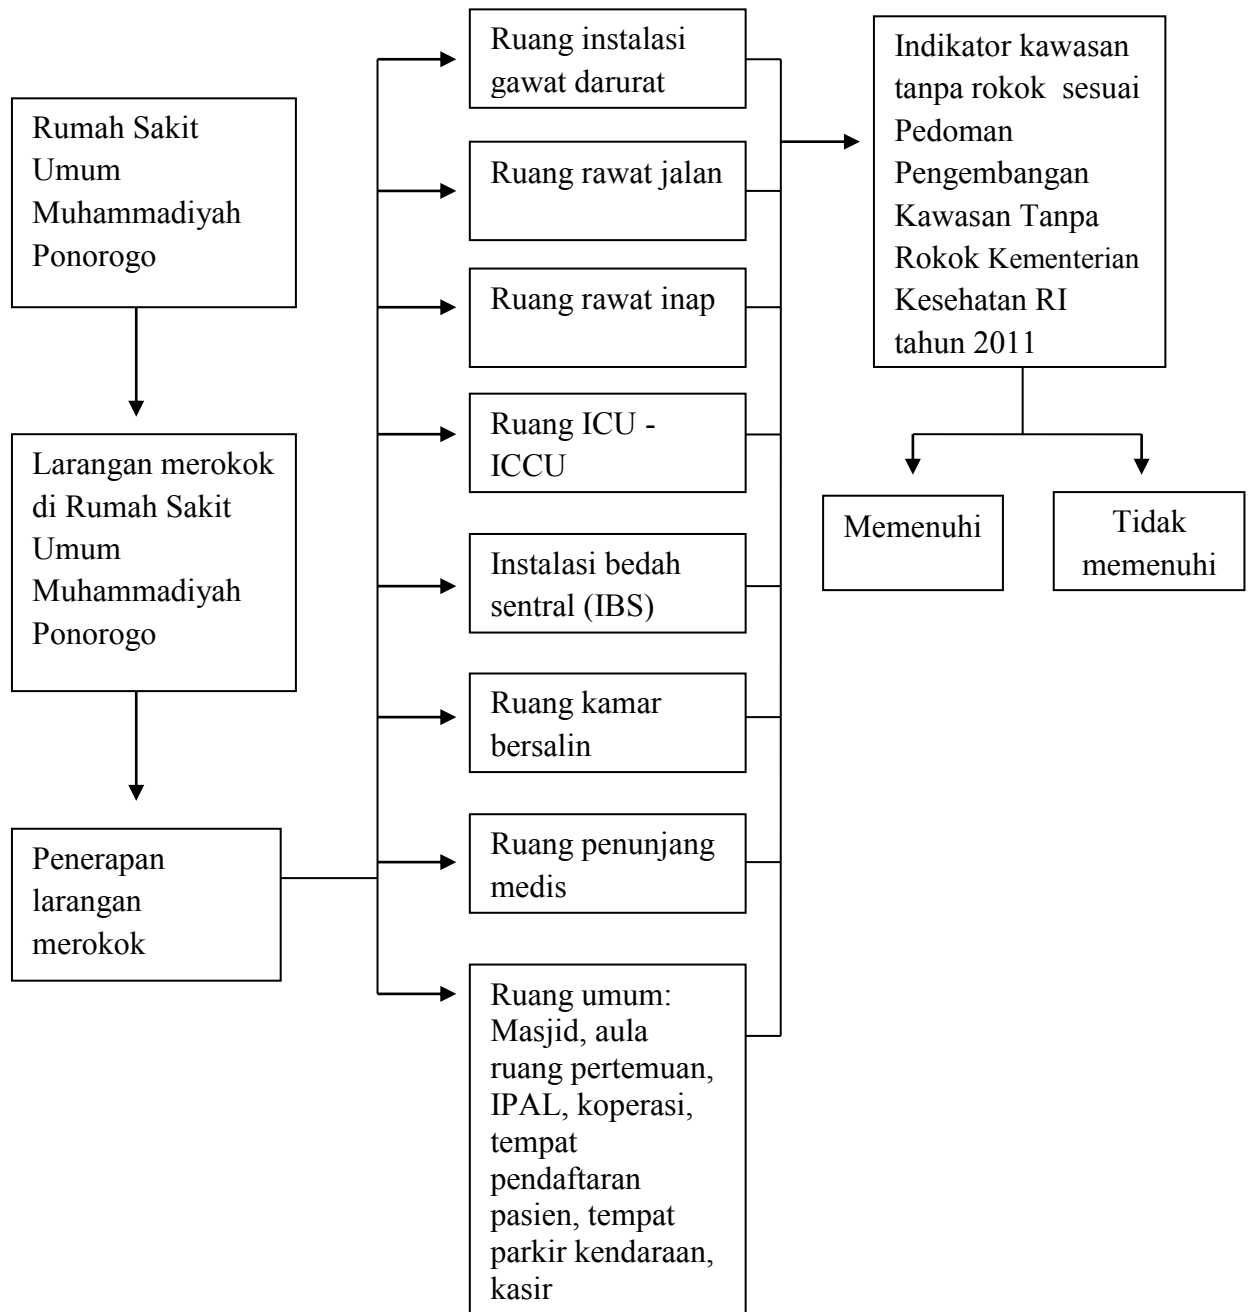 Rumah Sakit
Umum
Muhammadiyah
Ponorogo
Larangan merokok
di Rumah Sakit
Umum
Muhammadiyah
Ponorogo
Penerapan
larangan
merokok
Ruang instalasi
gawat darurat
Ruang rawat jalan
Ruang rawat inap
Ruang ICU -
ICCU
Instalasi bedah
sentral (IBS)
Ruang kamar
bersalin
Ruang penunjang
medis
Ruang umum:
Masjid, aula
ruang pertemuan,
IPAL, koperasi,
tempat
pendaftaran
pasien, tempat
parkir kendaraan,
kasir
Indikator kawasan
tanpa rokok  sesuai
Pedoman
Pengembangan
Kawasan Tanpa
Rokok Kementerian
Kesehatan RI
tahun 2011
Memenuhi
Tidak
memenuhi